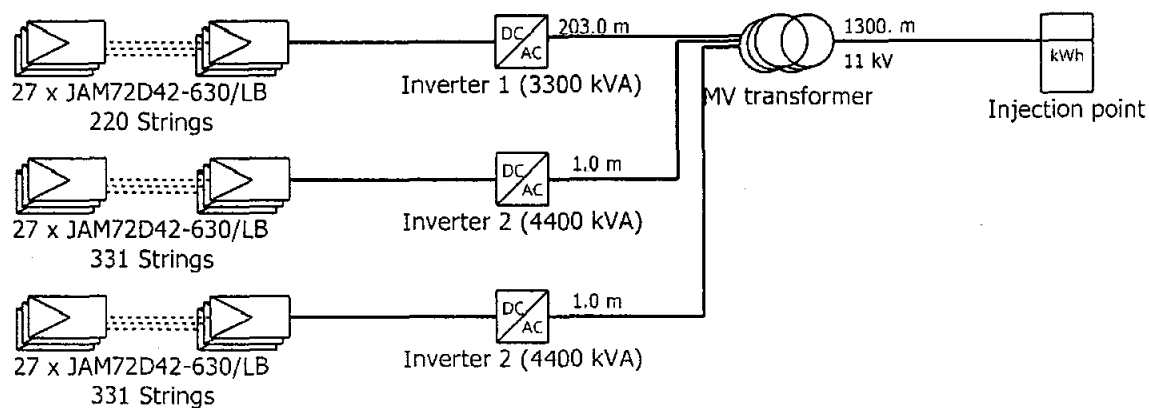 DC
AC
203.0 m
1300. m
11 kV
kWh
27 x JAM72D42-630/LB
220 Strings
Inverter 1 (3300 kVA)
MV transformer
Injection point
DC
AC
1.0 m
27 x JAM72D42-630/LB
331 Strings
Inverter 2 (4400 kVA)
DC
AC
1.0 m
27 x JAM72D42-630/LB
331 Strings
Inverter 2 (4400 kVA)